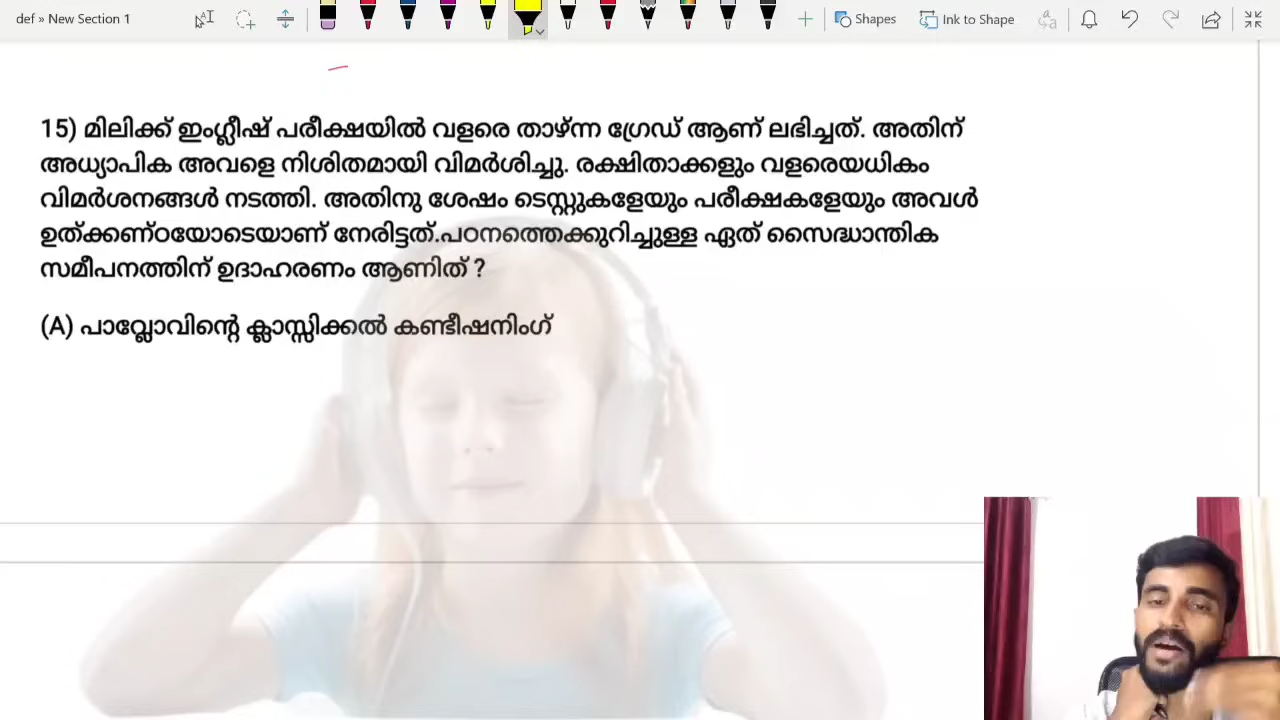 def » New Section 1
Shapes
Ink to Shape
15) മിലിക്ക് ഇംഗ്ലീഷ് പരീക്ഷയിൽ വളരെ താഴ്ന്ന ഗ്രേഡ് ആണ് ലഭിച്ചത്. അതിന്
അധ്യാപിക അവളെ നിശിതമായി വിമർശിച്ചു. രക്ഷിതാക്കളും വളരെയധികം
വിമർശനങ്ങൾ നടത്തി. അതിനു ശേഷം ടെസ്റ്റുകളേയും പരീക്ഷകളേയും അവൾ
ഉത്ക്കണ്ഠയോടെയാണ് നേരിട്ടത്.പഠനത്തെക്കുറിച്ചുള്ള ഏത് സൈദ്ധാന്തിക
സമീപനത്തിന് ഉദാഹരണം ആണിത് ?
(A) പാവ്ലോവിന്റെ ക്ലാസ്സിക്കൽ കണ്ടീഷനിംഗ്